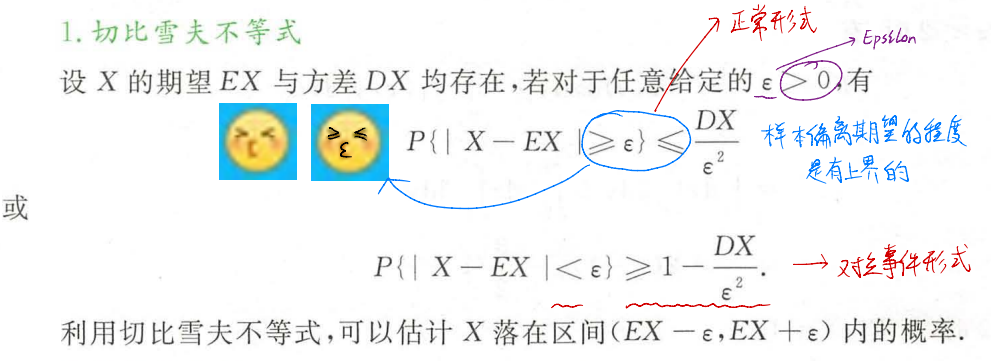 1.切比雪夫不等式
正常形式
Epsilon
设 X 的期望 EX 与方差 DX 均存在,若对于任意给定的 ε > 0,有
P{| X − EX | ⩾ ε} ⩽ DX/ε²
样本偏离期望的程度
是有上界的
或
P{| X − EX | < ε} ⩾ 1 − DX/ε².
→ 对立事件形式
利用切比雪夫不等式,可以估计 X 落在区间(EX − ε,EX + ε) 内的概率.